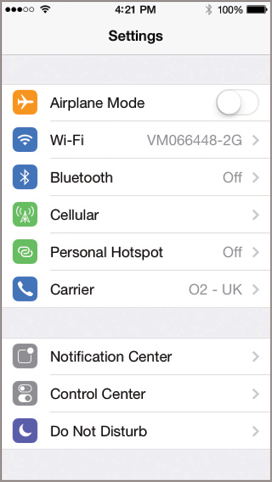 4:21 PM 100%
Settings
Airplane Mode
Wi-Fi VM066448-2G
Bluetooth Off
Cellular
Personal Hotspot Off
Carrier O2 - UK
Notification Center
Control Center
Do Not Disturb